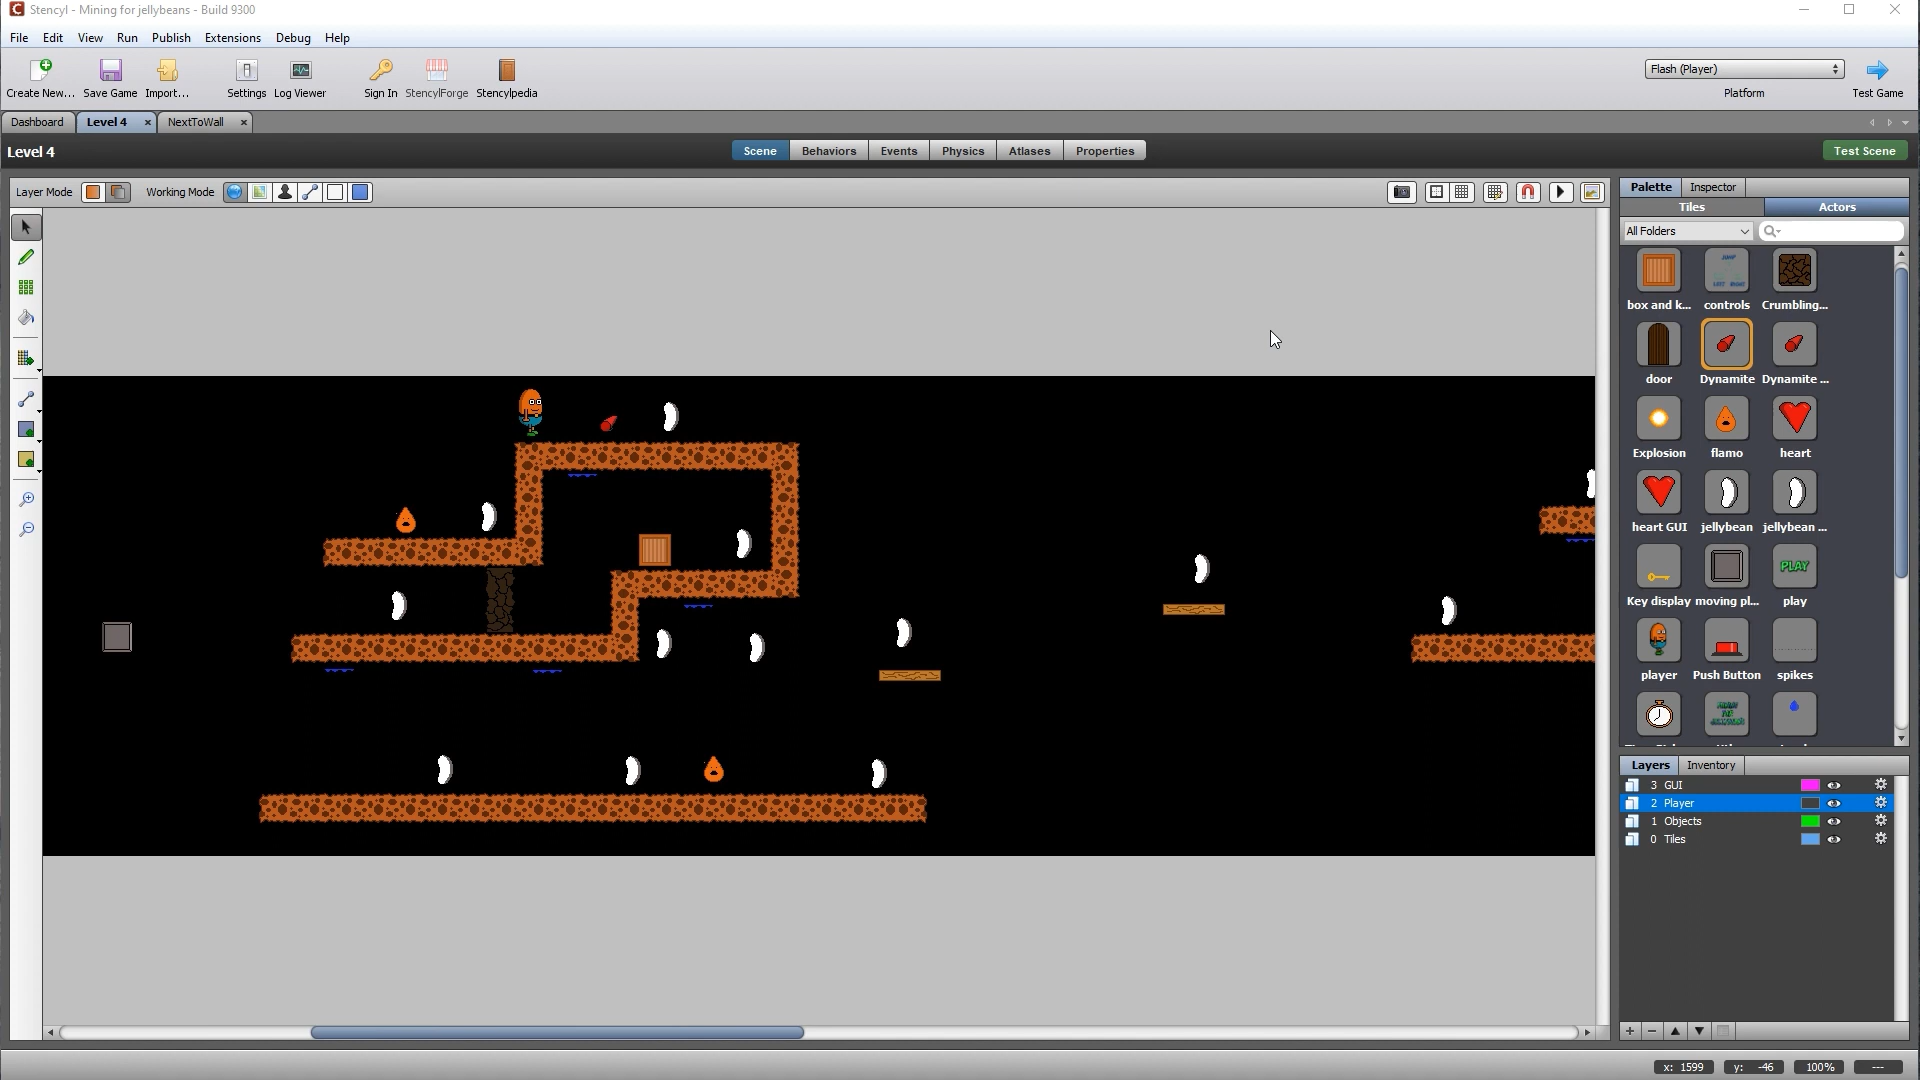 Stencyl - Mining for jellybeans - Build 9300
File Edit View Run Publish Extensions Debug Help
Create New... Save Game Import... Settings Log Viewer Sign In StencylForge Stencylpedia
Flash (Player)
Platform
Test Game
Dashboard Level 4 NextToWall
Level 4
Scene Behaviors Events Physics Atlases Properties
Test Scene
Layer Mode Working Mode
Palette Inspector
Tiles Actors
All Folders
box and k... controls Crumbling...
door Dynamite Dynamite ...
Explosion flamo heart
heart GUI jellybean jellybean ...
PLAY
Key display moving pl... play
player Push Button spikes
Layers Inventory
3 GUI
2 Player
1 Objects
0 Tiles
x: 1599 y: -46 100% ---